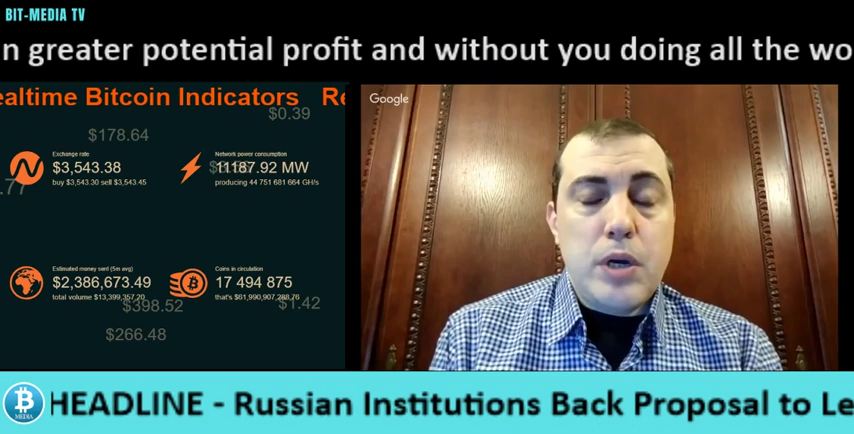 BIT-MEDIA TV
n greater potential profit and without you doing all the wo
ealtime Bitcoin Indicators Re
Google
$0.39
$178.64
Exchange rate
$3,543.38
buy $3,543.30 sell $3,543.45
Network power consumption
11187.92 MW
producing 44 751 681 664 GH/s
.77
Estimated money sent (5m avg)
$2,386,673.49
total volume $13,399,357.20
Coins in circulation
17 494 875
$398.52
$1.42
$266.48
B
MEDIA
HEADLINE - Russian Institutions Back Proposal to Le